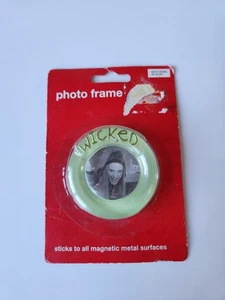 photo frame
WICKED
sticks to all magnetic metal surfaces